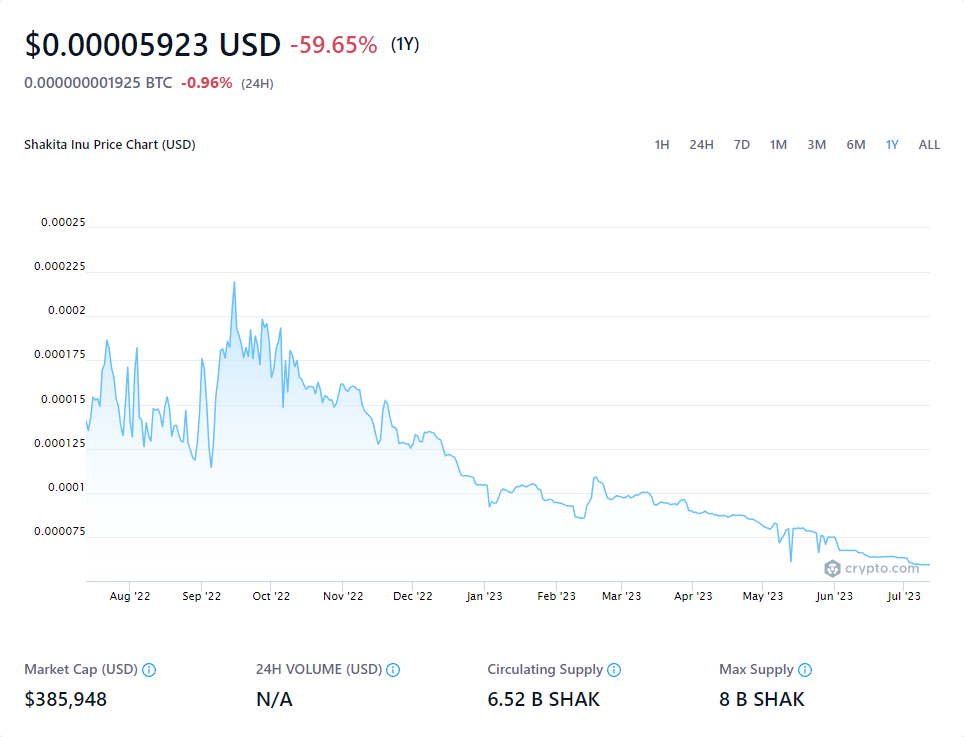 $0.00005923 USD -59.65% (1Y)
0.000000001925 BTC -0.96% (24H)
Shakita Inu Price Chart (USD) 1H 24H 7D 1M 3M 6M 1Y ALL
0.00025
0.000225
0.0002
0.000175
0.00015
0.000125
0.0001
0.000075
crypto.com
Aug '22 Sep '22 Oct '22 Nov '22 Dec '22 Jan '23 Feb '23 Mar '23 Apr '23 May '23 Jun '23 Jul '23
Market Cap (USD) 24H VOLUME (USD) Circulating Supply Max Supply
$385,948 N/A 6.52 B SHAK 8 B SHAK